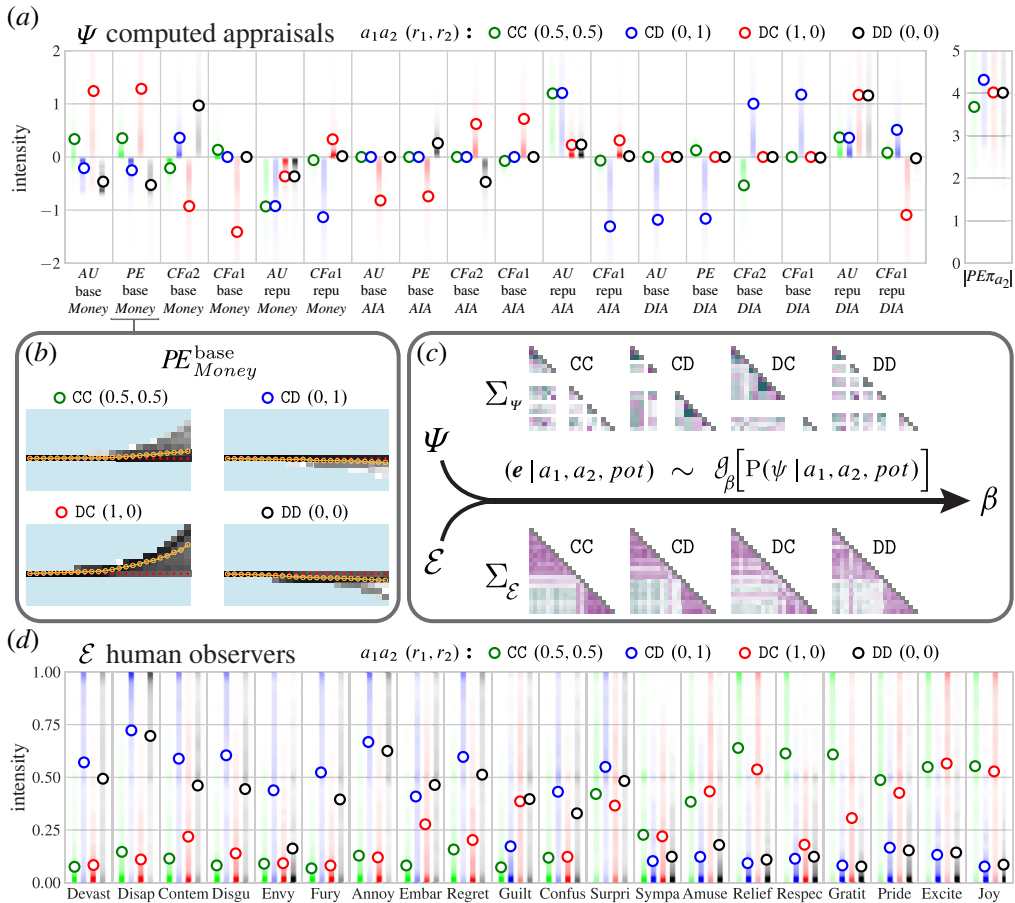 (a) Ψ computed appraisals a₁a₂ (r₁, r₂) : CC (0.5, 0.5) CD (0, 1) DC (1, 0) DD (0, 0)
2
1
0
−1
−2
intensity
5
4
3
2
1
0
AU base Money
PE base Money
CFa2 base Money
CFa1 base Money
AU repu Money
CFa1 repu Money
AU base AIA
PE base AIA
CFa2 base AIA
CFa1 base AIA
AU repu AIA
CFa1 repu AIA
AU base DIA
PE base DIA
CFa2 base DIA
CFa1 base DIA
AU repu DIA
CFa1 repu DIA
|PEπₐ₂|
(b) PE base Money
CC (0.5, 0.5) CD (0, 1)
DC (1, 0) DD (0, 0)
(c)
Σ_Ψ CC CD DC DD
Ψ
(e | a₁, a₂, pot) ∼ g_β[P(ψ | a₁, a₂, pot)]
β
ℰ
Σ_ℰ CC CD DC DD
(d) ℰ human observers a₁a₂ (r₁, r₂) : CC (0.5, 0.5) CD (0, 1) DC (1, 0) DD (0, 0)
1.00
0.75
0.50
0.25
0.00
intensity
Devast Disap Contem Disgu Envy Fury Annoy Embar Regret Guilt Confus Surpri Sympa Amuse Relief Respec Gratit Pride Excite Joy